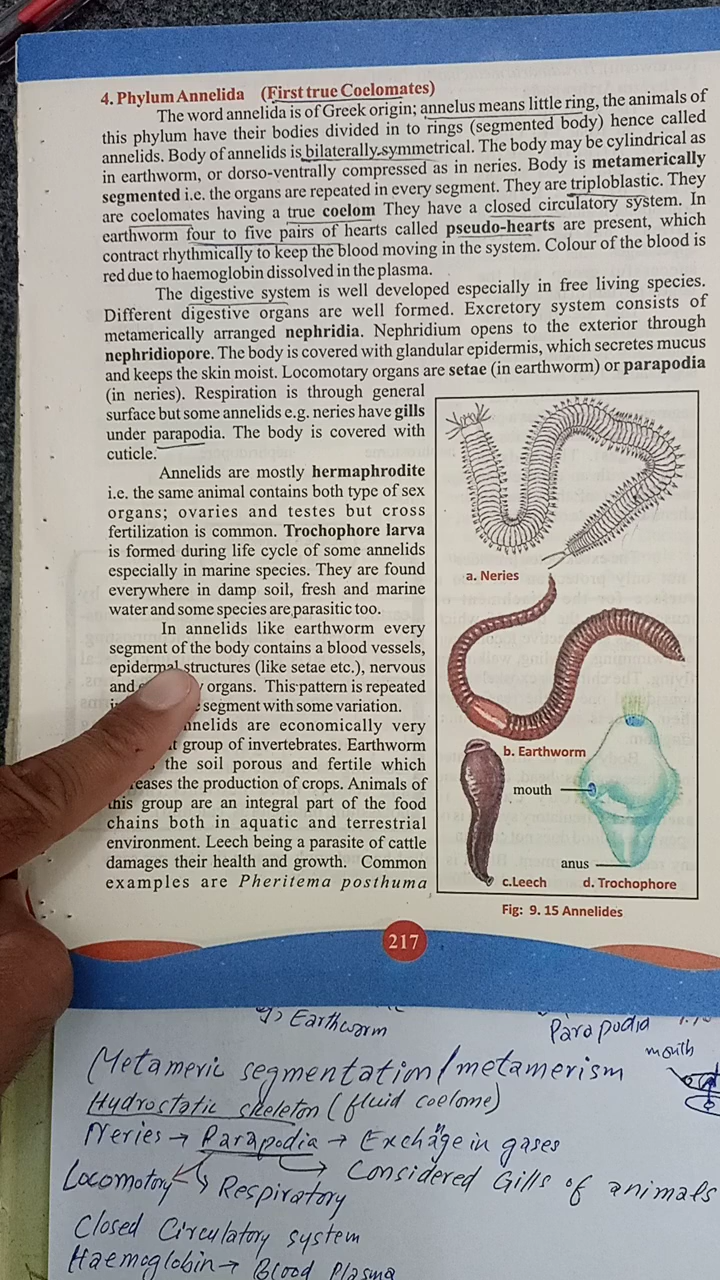 4. Phylum Annelida (First true Coelomates)
The word annelida is of Greek origin; annelus means little ring, the animals of
this phylum have their bodies divided in to rings (segmented body) hence called
annelids. Body of annelids is bilaterally symmetrical. The body may be cylindrical as
in earthworm, or dorso-ventrally compressed as in neries. Body is metamerically
segmented i.e. the organs are repeated in every segment. They are triploblastic. They
are coelomates having a true coelom They have a closed circulatory system. In
earthworm four to five pairs of hearts called pseudo-hearts are present, which
contract rhythmically to keep the blood moving in the system. Colour of the blood is
red due to haemoglobin dissolved in the plasma.
The digestive system is well developed especially in free living species.
Different digestive organs are well formed. Excretory system consists of
metamerically arranged nephridia. Nephridium opens to the exterior through
nephridiopore. The body is covered with glandular epidermis, which secretes mucus
and keeps the skin moist. Locomotary organs are setae (in earthworm) or parapodia
(in neries). Respiration is through general
surface but some annelids e.g. neries have gills
under parapodia. The body is covered with
cuticle.
Annelids are mostly hermaphrodite
i.e. the same animal contains both type of sex
organs; ovaries and testes but cross
fertilization is common. Trochophore larva
is formed during life cycle of some annelids
especially in marine species. They are found
everywhere in damp soil, fresh and marine
water and some species are parasitic too.
In annelids like earthworm every
segment of the body contains a blood vessels,
epidermal structures (like setae etc.), nervous
and organs. This pattern is repeated
segment with some variation.
are economically very
group of invertebrates. Earthworm
the soil porous and fertile which
the production of crops. Animals of
this group are an integral part of the food
chains both in aquatic and terrestrial
environment. Leech being a parasite of cattle
damages their health and growth. Common
examples are Pheritema posthuma
a. Neries
b. Earthworm
mouth
anus
c.Leech
d. Trochophore
Fig: 9. 15 Annelides
217
Earthworm
Parapodia
mouth
Metameric segmentation/metamerism
Hydrostatic skeleton (fluid coelome)
Neries → Parapodia → Exchange in gases
Locomotory Respiratory Considered Gills of animals
Closed Circulatory system
Haemoglobin → Blood Plasma